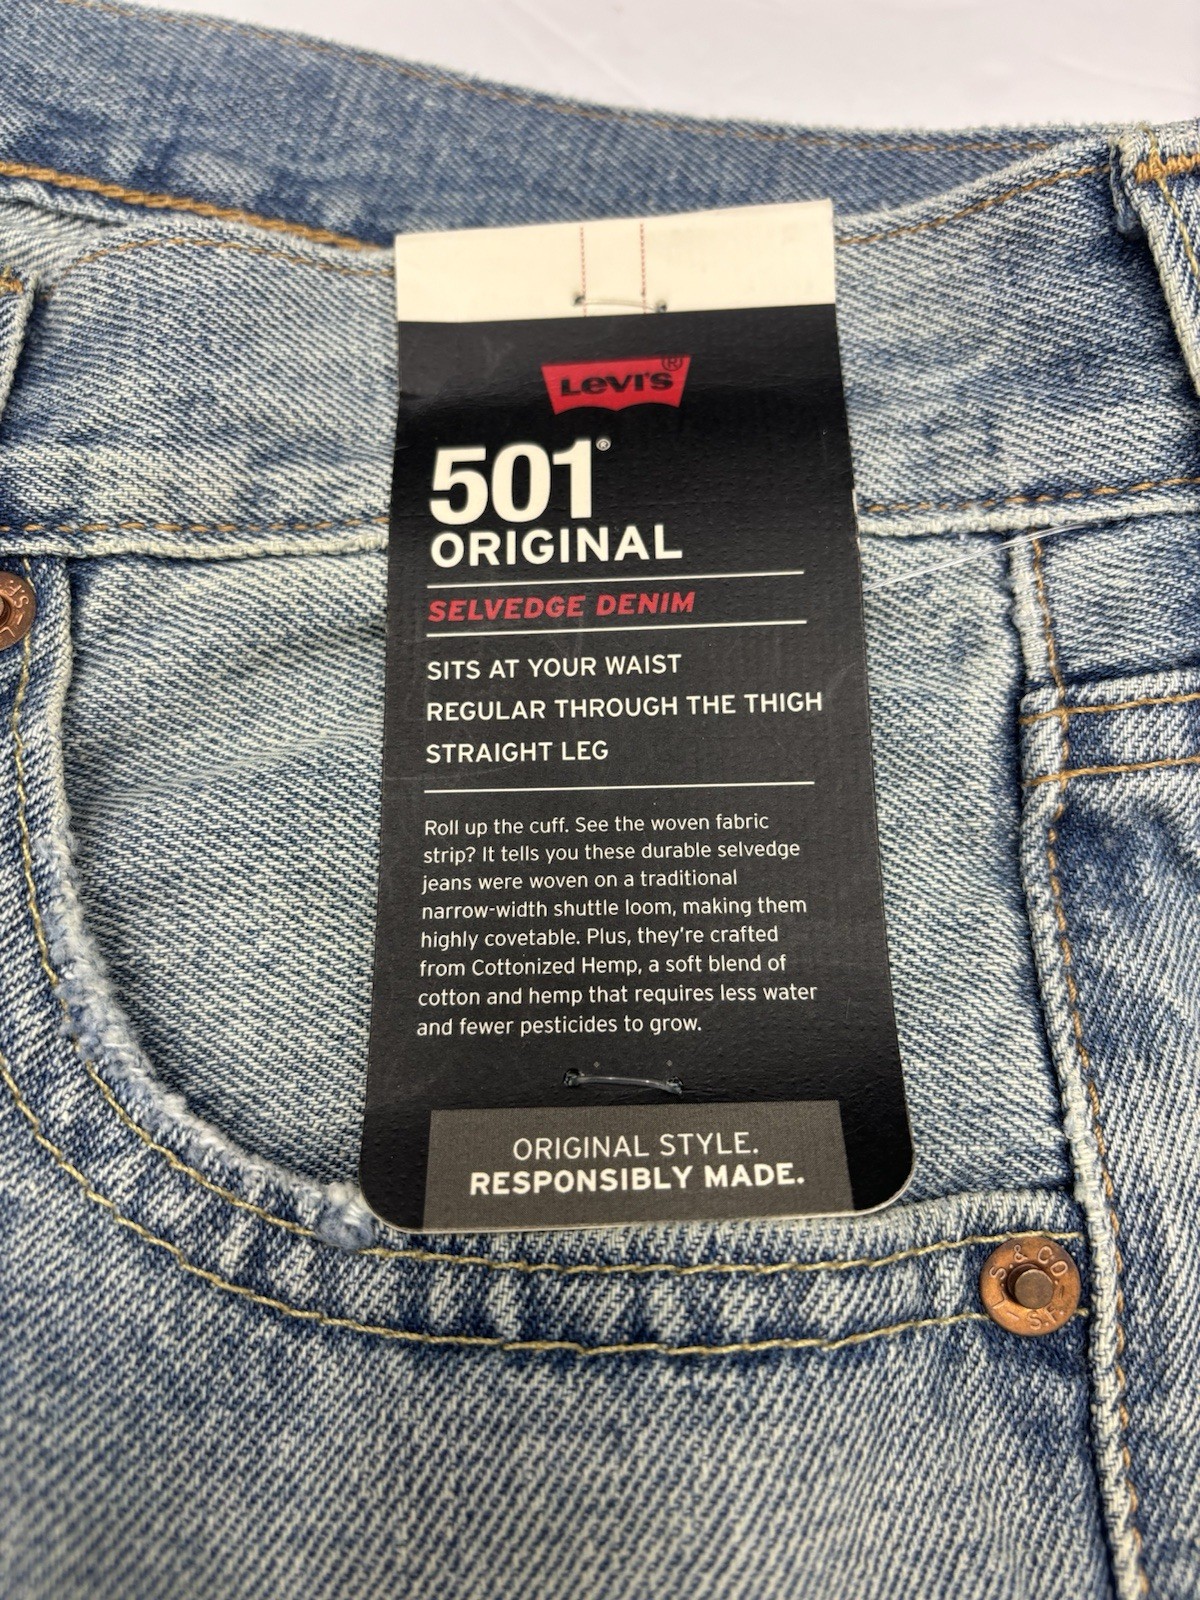 LEVI'S®
501®
ORIGINAL
SELVEDGE DENIM
SITS AT YOUR WAIST
REGULAR THROUGH THE THIGH
STRAIGHT LEG
Roll up the cuff. See the woven fabric
strip? It tells you these durable selvedge
jeans were woven on a traditional
narrow-width shuttle loom, making them
highly covetable. Plus, they're crafted
from Cottonized Hemp, a soft blend of
cotton and hemp that requires less water
and fewer pesticides to grow.
ORIGINAL STYLE.
RESPONSIBLY MADE.
S. & CO.
S.F.